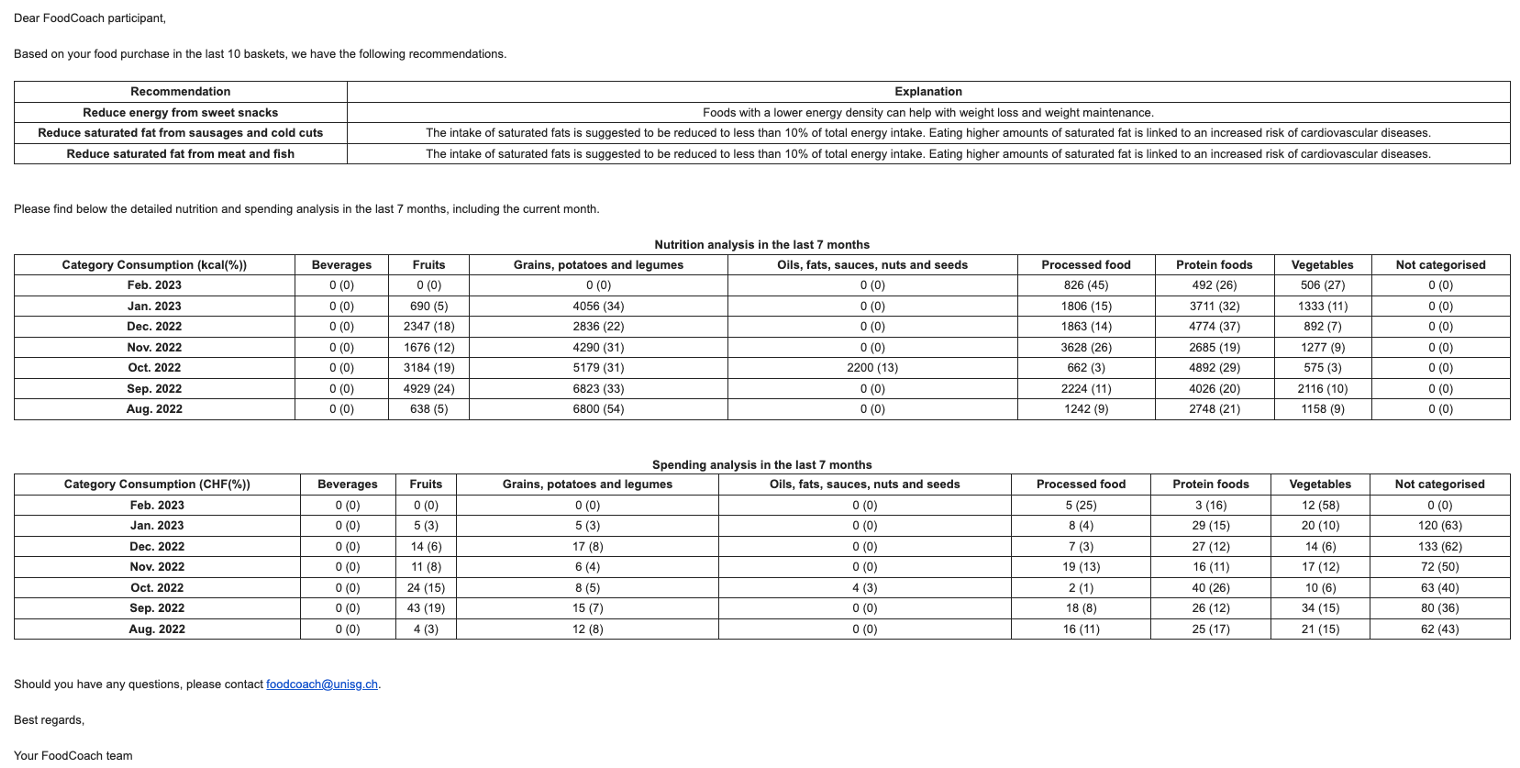 Dear FoodCoach participant,
Based on your food purchase in the last 10 baskets, we have the following recommendations.
Recommendation Explanation
Reduce energy from sweet snacks Foods with a lower energy density can help with weight loss and weight maintenance.
Reduce saturated fat from sausages and cold cuts The intake of saturated fats is suggested to be reduced to less than 10% of total energy intake. Eating higher amounts of saturated fat is linked to an increased risk of cardiovascular diseases.
Reduce saturated fat from meat and fish The intake of saturated fats is suggested to be reduced to less than 10% of total energy intake. Eating higher amounts of saturated fat is linked to an increased risk of cardiovascular diseases.
Please find below the detailed nutrition and spending analysis in the last 7 months, including the current month.
Nutrition analysis in the last 7 months
Category Consumption (kcal(%)) Beverages Fruits Grains, potatoes and legumes Oils, fats, sauces, nuts and seeds Processed food Protein foods Vegetables Not categorised
Feb. 2023 0 (0) 0 (0) 0 (0) 0 (0) 826 (45) 492 (26) 506 (27) 0 (0)
Jan. 2023 0 (0) 690 (5) 4056 (34) 0 (0) 1806 (15) 3711 (32) 1333 (11) 0 (0)
Dec. 2022 0 (0) 2347 (18) 2836 (22) 0 (0) 1863 (14) 4774 (37) 892 (7) 0 (0)
Nov. 2022 0 (0) 1676 (12) 4290 (31) 0 (0) 3628 (26) 2685 (19) 1277 (9) 0 (0)
Oct. 2022 0 (0) 3184 (19) 5179 (31) 2200 (13) 662 (3) 4892 (29) 575 (3) 0 (0)
Sep. 2022 0 (0) 4929 (24) 6823 (33) 0 (0) 2224 (11) 4026 (20) 2116 (10) 0 (0)
Aug. 2022 0 (0) 638 (5) 6800 (54) 0 (0) 1242 (9) 2748 (21) 1158 (9) 0 (0)
Spending analysis in the last 7 months
Category Consumption (CHF(%)) Beverages Fruits Grains, potatoes and legumes Oils, fats, sauces, nuts and seeds Processed food Protein foods Vegetables Not categorised
Feb. 2023 0 (0) 0 (0) 0 (0) 0 (0) 5 (25) 3 (16) 12 (58) 0 (0)
Jan. 2023 0 (0) 5 (3) 5 (3) 0 (0) 8 (4) 29 (15) 20 (10) 120 (63)
Dec. 2022 0 (0) 14 (6) 17 (8) 0 (0) 7 (3) 27 (12) 14 (6) 133 (62)
Nov. 2022 0 (0) 11 (8) 6 (4) 0 (0) 19 (13) 16 (11) 17 (12) 72 (50)
Oct. 2022 0 (0) 24 (15) 8 (5) 4 (3) 2 (1) 40 (26) 10 (6) 63 (40)
Sep. 2022 0 (0) 43 (19) 15 (7) 0 (0) 18 (8) 26 (12) 34 (15) 80 (36)
Aug. 2022 0 (0) 4 (3) 12 (8) 0 (0) 16 (11) 25 (17) 21 (15) 62 (43)
Should you have any questions, please contact foodcoach@unisg.ch.
Best regards,
Your FoodCoach team